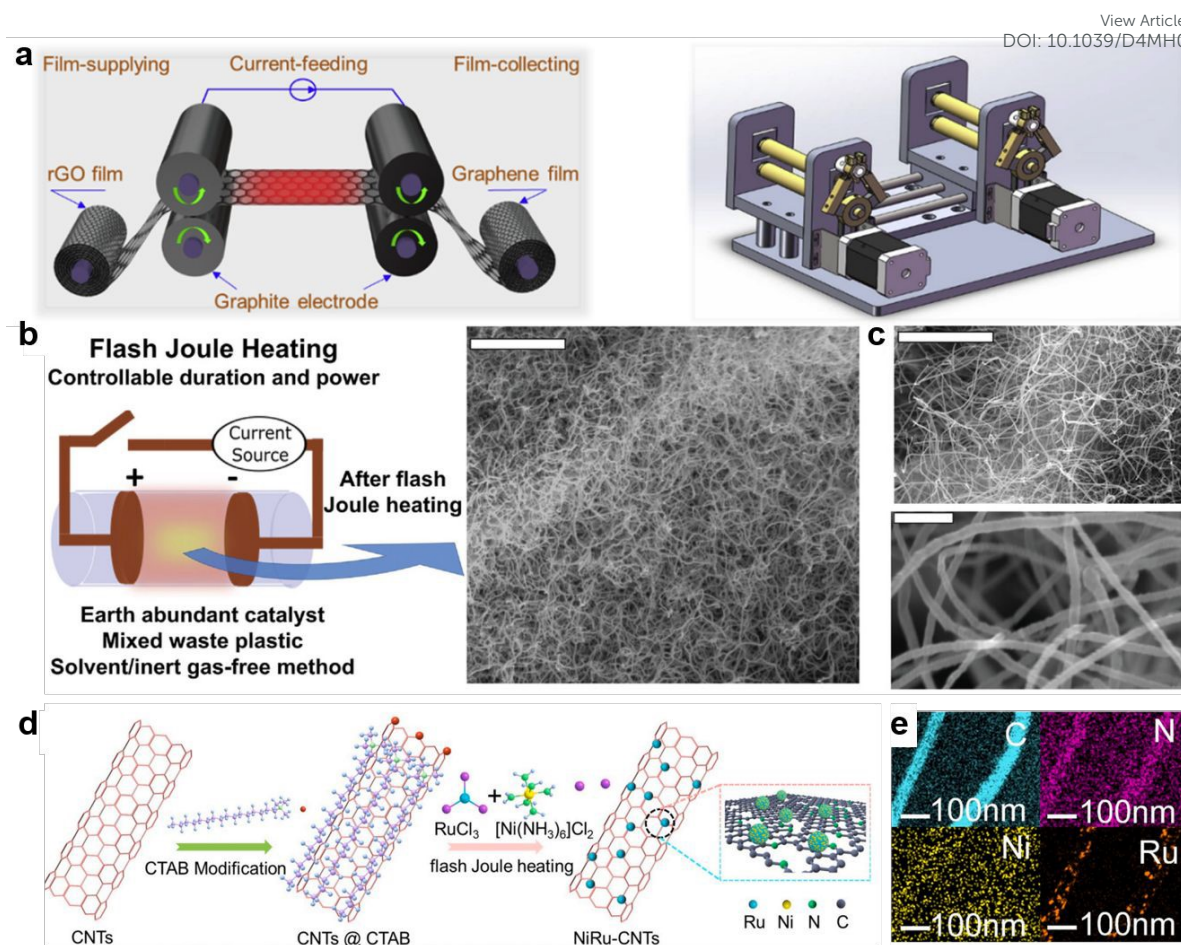 View Article
DOI: 10.1039/D4MH0
a
Film-supplying
Current-feeding
Film-collecting
rGO film
Graphene film
Graphite electrode
b
Flash Joule Heating
Controllable duration and power
Current
Source
+
-
After flash
Joule heating
Earth abundant catalyst
Mixed waste plastic
Solvent/inert gas-free method
c
d
CNTs
CTAB Modification
CNTs @ CTAB
+
RuCl3
[Ni(NH3)6]Cl2
flash Joule heating
NiRu-CNTs
Ru
Ni
N
C
e
C
100nm
N
100nm
Ni
100nm
Ru
100nm